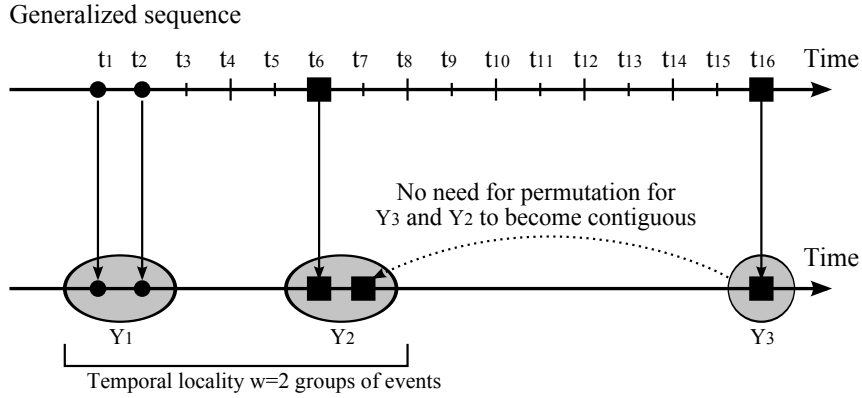 Generalized sequence
t1 t2 t3 t4 t5 t6 t7 t8 t9 t10 t11 t12 t13 t14 t15 t16 Time
No need for permutation for
Y3 and Y2 to become contiguous
Time
Y1 Y2 Y3
Temporal locality w=2 groups of events